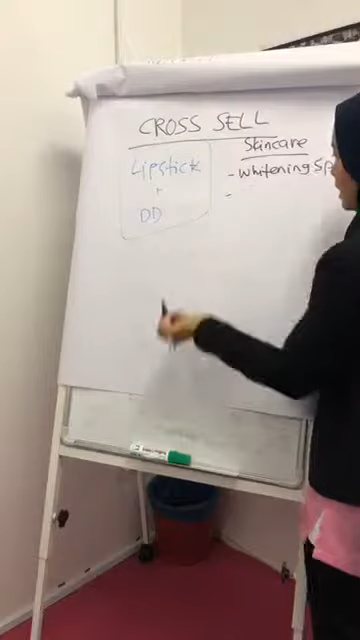 CROSS SELL
Lipstick
+
DD
Skincare
- Whitening
-